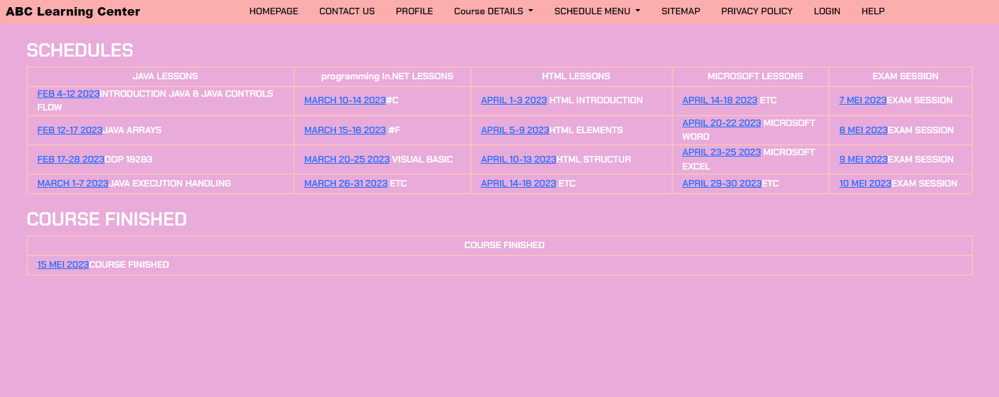 ABC Learning Center HOMEPAGE CONTACT US PROFILE Course DETAILS SCHEDULE MENU SITEMAP PRIVACY POLICY LOGIN HELP
SCHEDULES
JAVA LESSONS programming In.NET LESSONS HTML LESSONS MICROSOFT LESSONS EXAM SESSION
FEB 4-12 2023INTRODUCTION JAVA & JAVA CONTROLS
FLOW
MARCH 10-14 2023#C
APRIL 1-3 2023 HTML INTRODUCTION
APRIL 14-18 2023 ETC
7 MEI 2023EXAM SESSION
FEB 12-17 2023JAVA ARRAYS
MARCH 15-18 2023 #F
APRIL 5-9 2023HTML ELEMENTS
APRIL 20-22 2023 MICROSOFT
WORD
8 MEI 2023EXAM SESSION
FEB 17-28 2023OOP 1&2&3
MARCH 20-25 2023 VISUAL BASIC
APRIL 10-13 2023HTML STRUCTUR
APRIL 23-25 2023 MICROSOFT
EXCEL
9 MEI 2023EXAM SESSION
MARCH 1-7 2023JAVA EXECUTION HANDLING
MARCH 26-31 2023 ETC
APRIL 14-18 2023 ETC
APRIL 29-30 2023ETC
10 MEI 2023EXAM SESSION
COURSE FINISHED
COURSE FINISHED
15 MEI 2023COURSE FINISHED